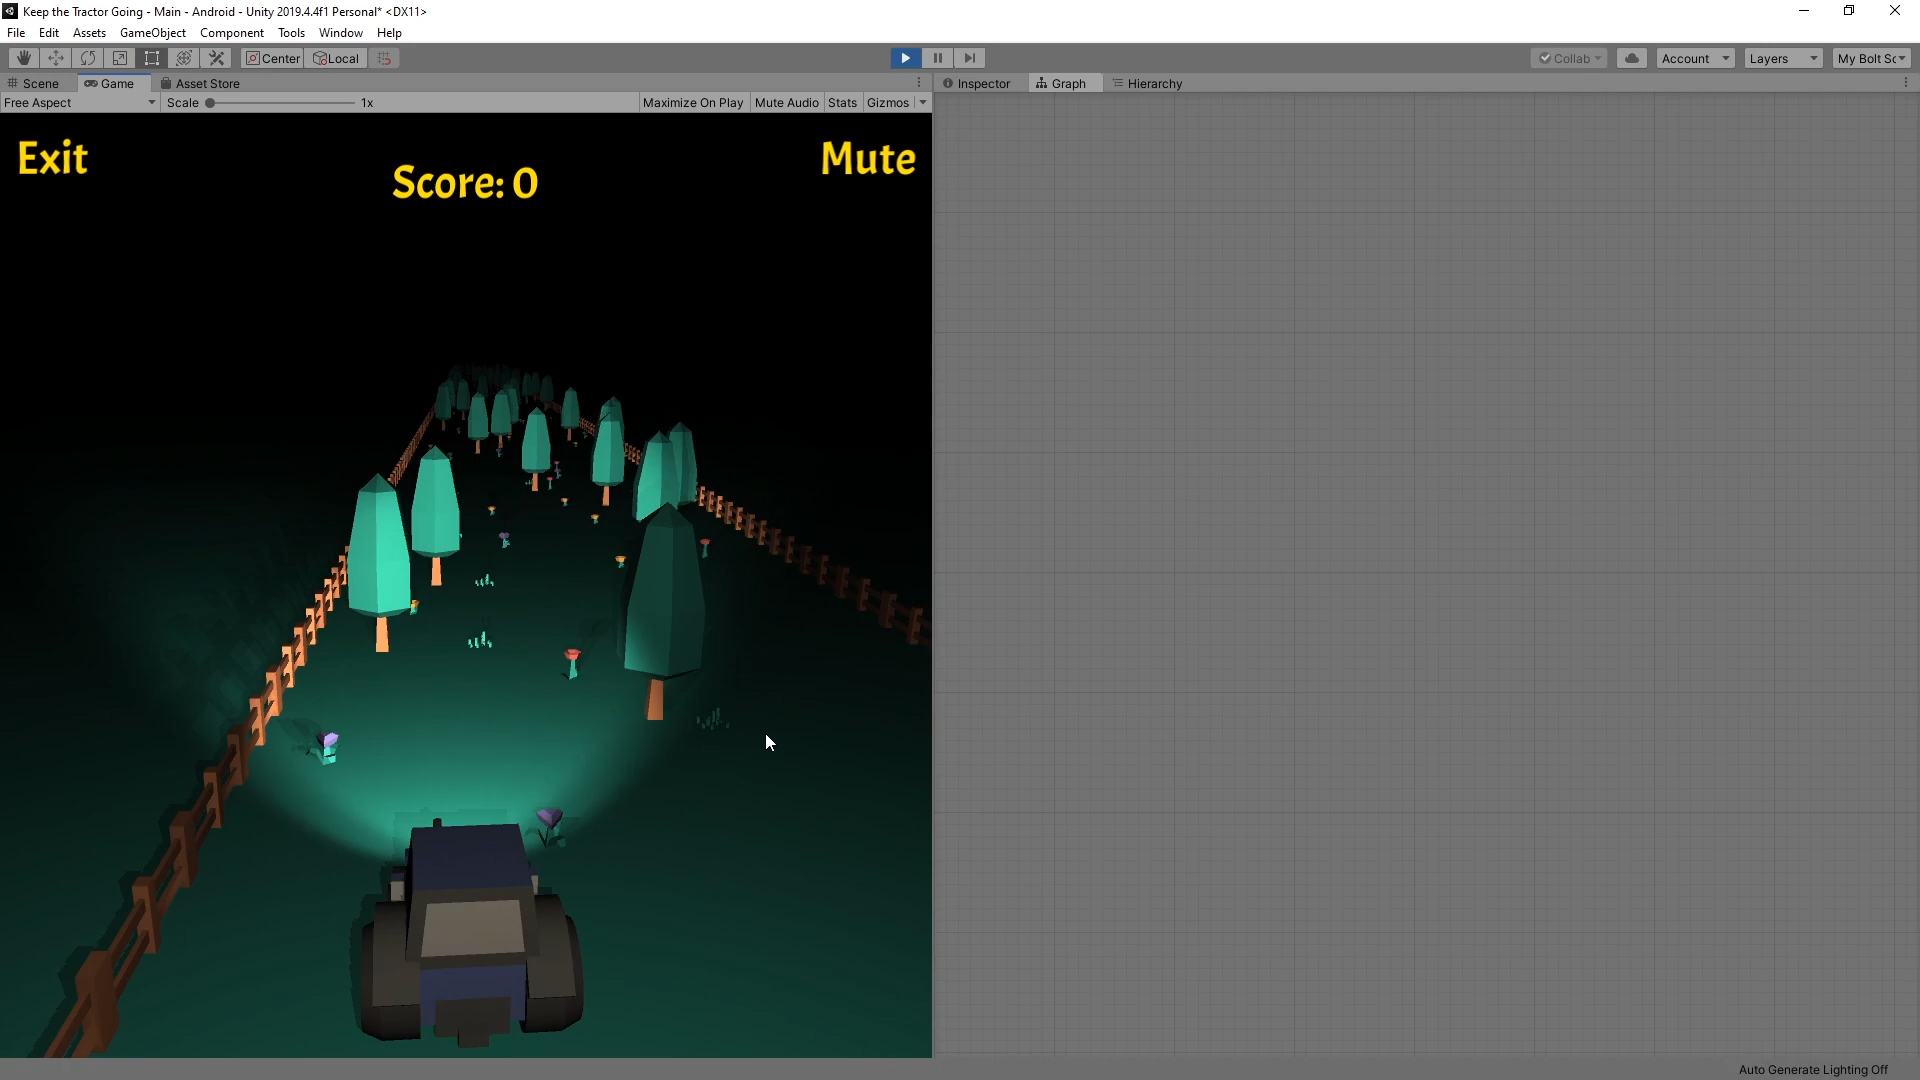 Keep the Tractor Going - Main - Android - Unity 2019.4.4f1 Personal* <DX11>
File Edit Assets GameObject Component Tools Window Help
Center Local Collab Account Layers My Bolt Sc
Scene Game Asset Store Inspector Graph Hierarchy
Free Aspect Scale 1x Maximize On Play Mute Audio Stats Gizmos
Exit Mute
Score: 0
Auto Generate Lighting Off